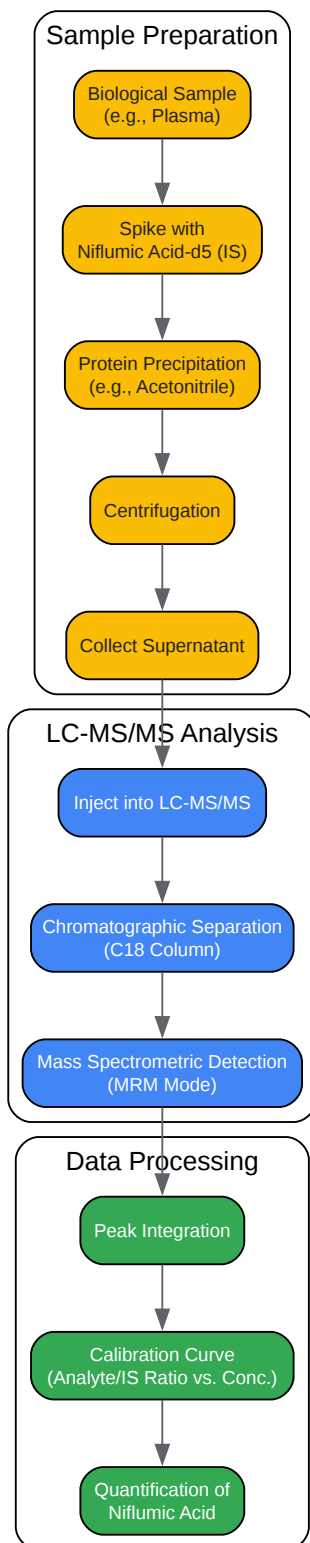 Sample Preparation
Biological Sample
(e.g., Plasma)
Spike with
Niflumic Acid-d5 (IS)
Protein Precipitation
(e.g., Acetonitrile)
Centrifugation
Collect Supernatant
LC-MS/MS Analysis
Inject into LC-MS/MS
Chromatographic Separation
(C18 Column)
Mass Spectrometric Detection
(MRM Mode)
Data Processing
Peak Integration
Calibration Curve
(Analyte/IS Ratio vs. Conc.)
Quantification of
Niflumic Acid